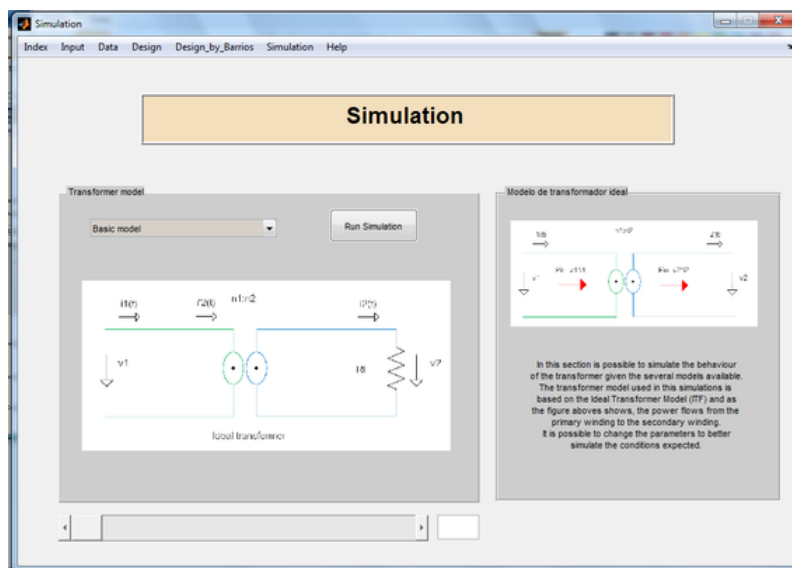 Simulation
Index Input Data Design Design_by_Barrios Simulation Help
Simulation
Transformer model
Basic model
Run Simulation
i1(t) i'2(t) n1:n2 i2(t)
v1
v2
Ideal transformer
Modelo de transformador ideal
n1:n2
v1
v2
In this section is possible to simulate the behaviour
of the transformer given the several models available.
The transformer model used in this simulations is
based on the Ideal Transformer Model (ITF) and as
the figure aboves shows, the power flows from the
primary winding to the secondary winding.
It is possible to change the parameters to better
simulate the conditions expected.